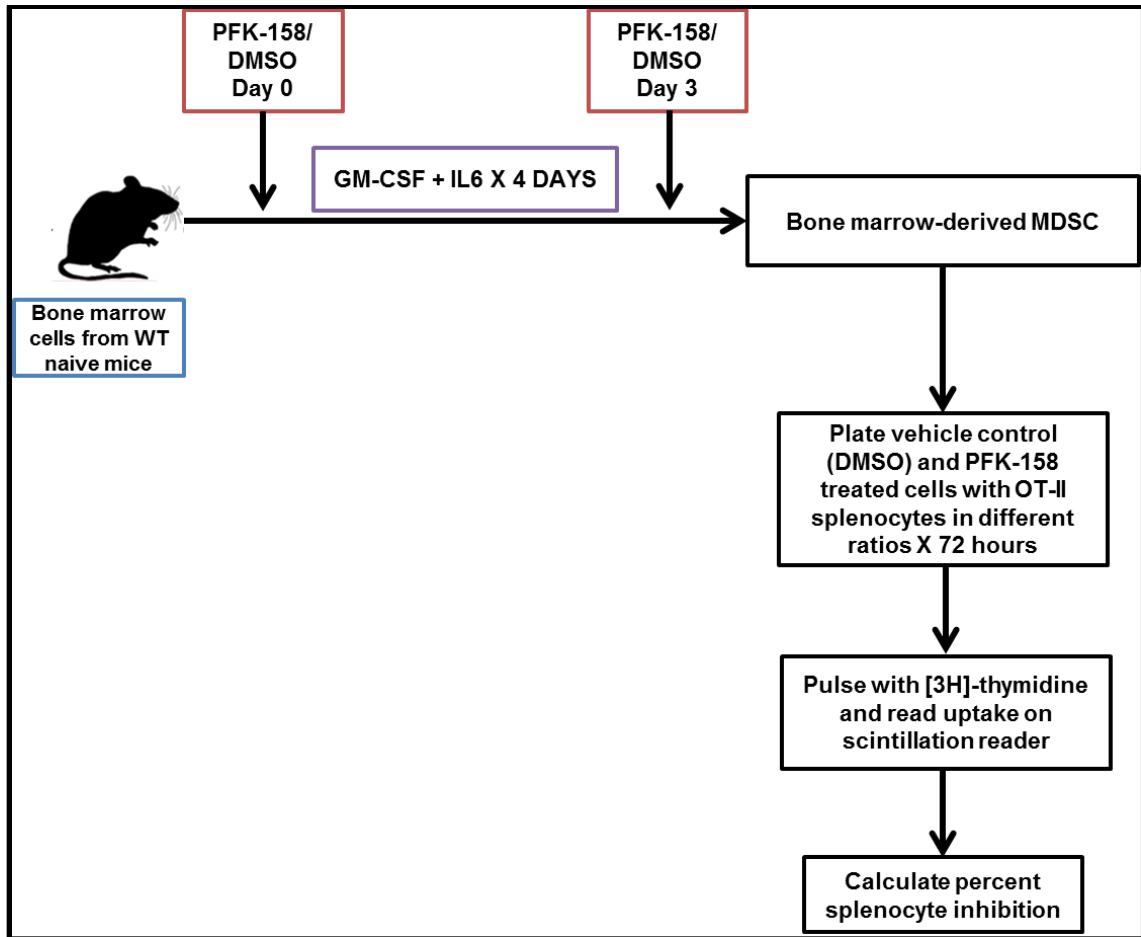 PFK-158/
DMSO
Day 0
PFK-158/
DMSO
Day 3
GM-CSF + IL6 X 4 DAYS
Bone marrow-derived MDSC
Bone marrow
cells from WT
naive mice
Plate vehicle control
(DMSO) and PFK-158
treated cells with OT-II
splenocytes in different
ratios X 72 hours
Pulse with [3H]-thymidine
and read uptake on
scintillation reader
Calculate percent
splenocyte inhibition